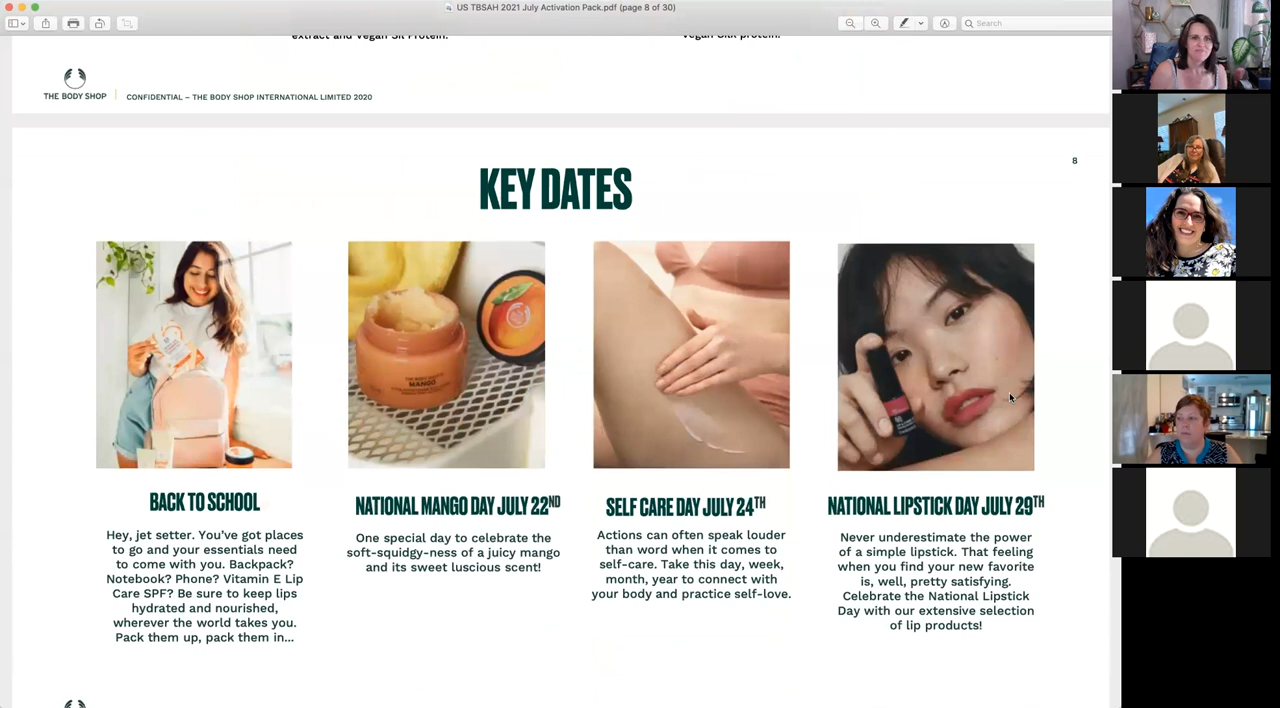 US TBSAH 2021 July Activation Pack.pdf (page 8 of 30)
Search
extract and Vegan Sil Protein.
Vegan Silk protein.
THE BODY SHOP
CONFIDENTIAL – THE BODY SHOP INTERNATIONAL LIMITED 2020
8
KEY DATES
MANGO
BACK TO SCHOOL
Hey, jet setter. You've got places
to go and your essentials need
to come with you. Backpack?
Notebook? Phone? Vitamin E Lip
Care SPF? Be sure to keep lips
hydrated and nourished,
wherever the world takes you.
Pack them up, pack them in...
NATIONAL MANGO DAY JULY 22ND
One special day to celebrate the
soft-squidgy-ness of a juicy mango
and its sweet luscious scent!
SELF CARE DAY JULY 24TH
Actions can often speak louder
than word when it comes to
self-care. Take this day, week,
month, year to connect with
your body and practice self-love.
NATIONAL LIPSTICK DAY JULY 29TH
Never underestimate the power
of a simple lipstick. That feeling
when you find your new favorite
is, well, pretty satisfying.
Celebrate the National Lipstick
Day with our extensive selection
of lip products!